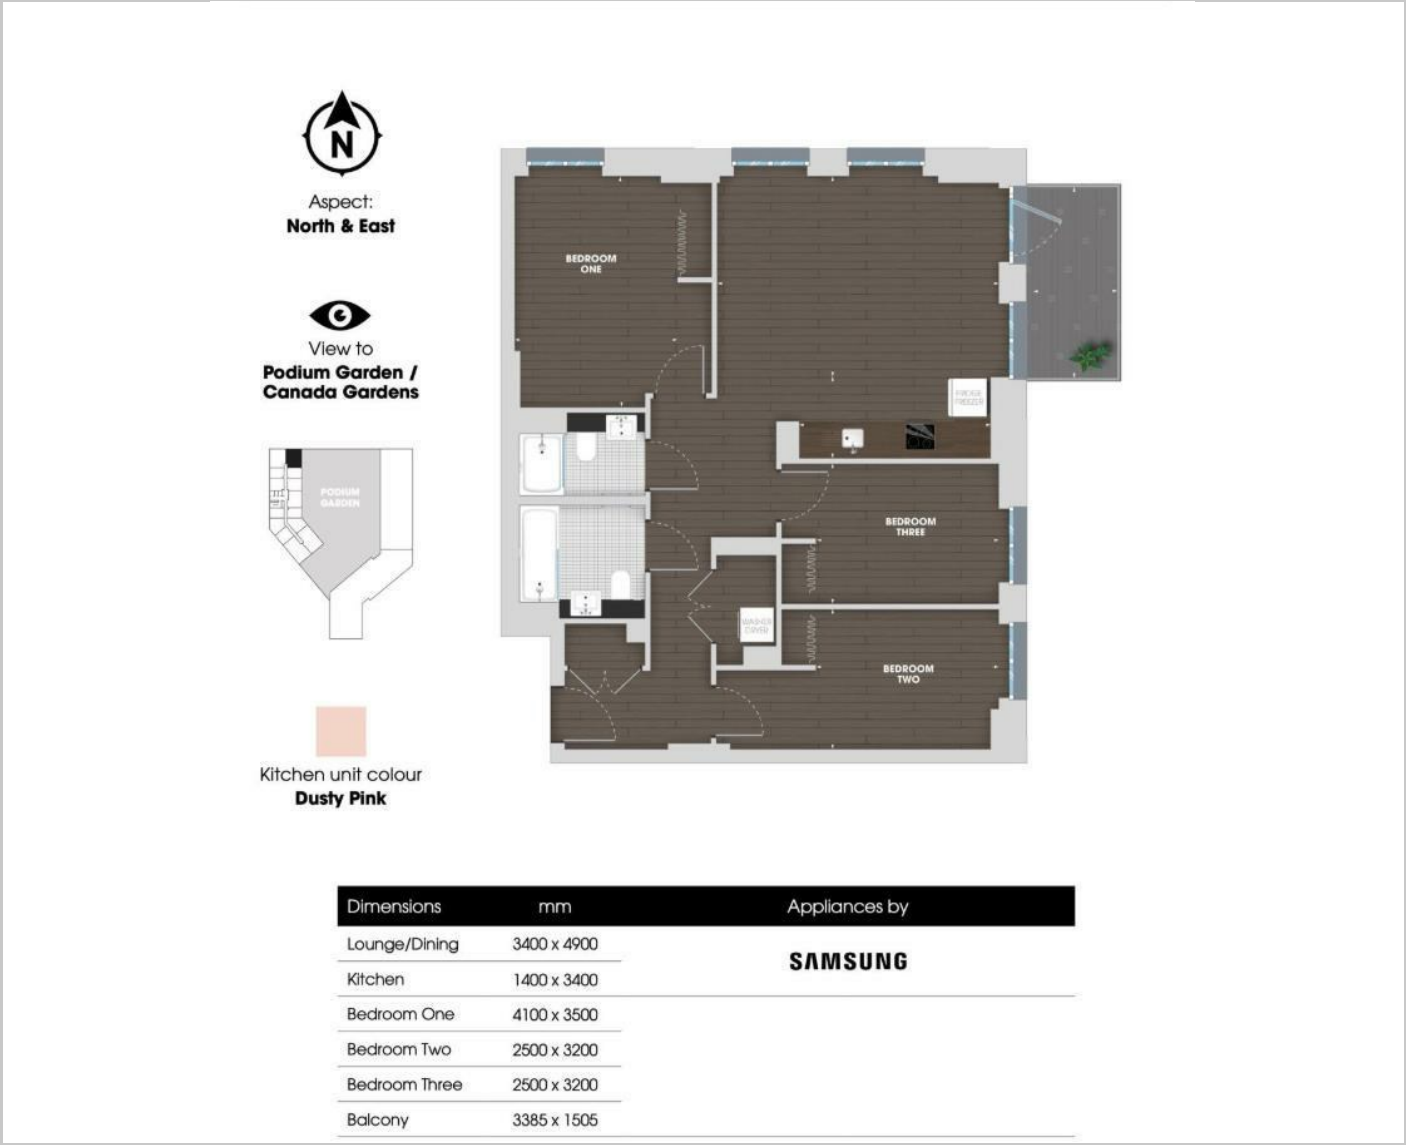 N
Aspect:
North & East
View to
Podium Garden /
Canada Gardens
PODIUM
GARDEN
Kitchen unit colour
Dusty Pink
BEDROOM
ONE
FRIDGE
FREEZER
BEDROOM
THREE
WASHER
DRYER
BEDROOM
TWO
Dimensions mm Appliances by
Lounge/Dining 3400 x 4900
SAMSUNG
Kitchen 1400 x 3400
Bedroom One 4100 x 3500
Bedroom Two 2500 x 3200
Bedroom Three 2500 x 3200
Balcony 3385 x 1505